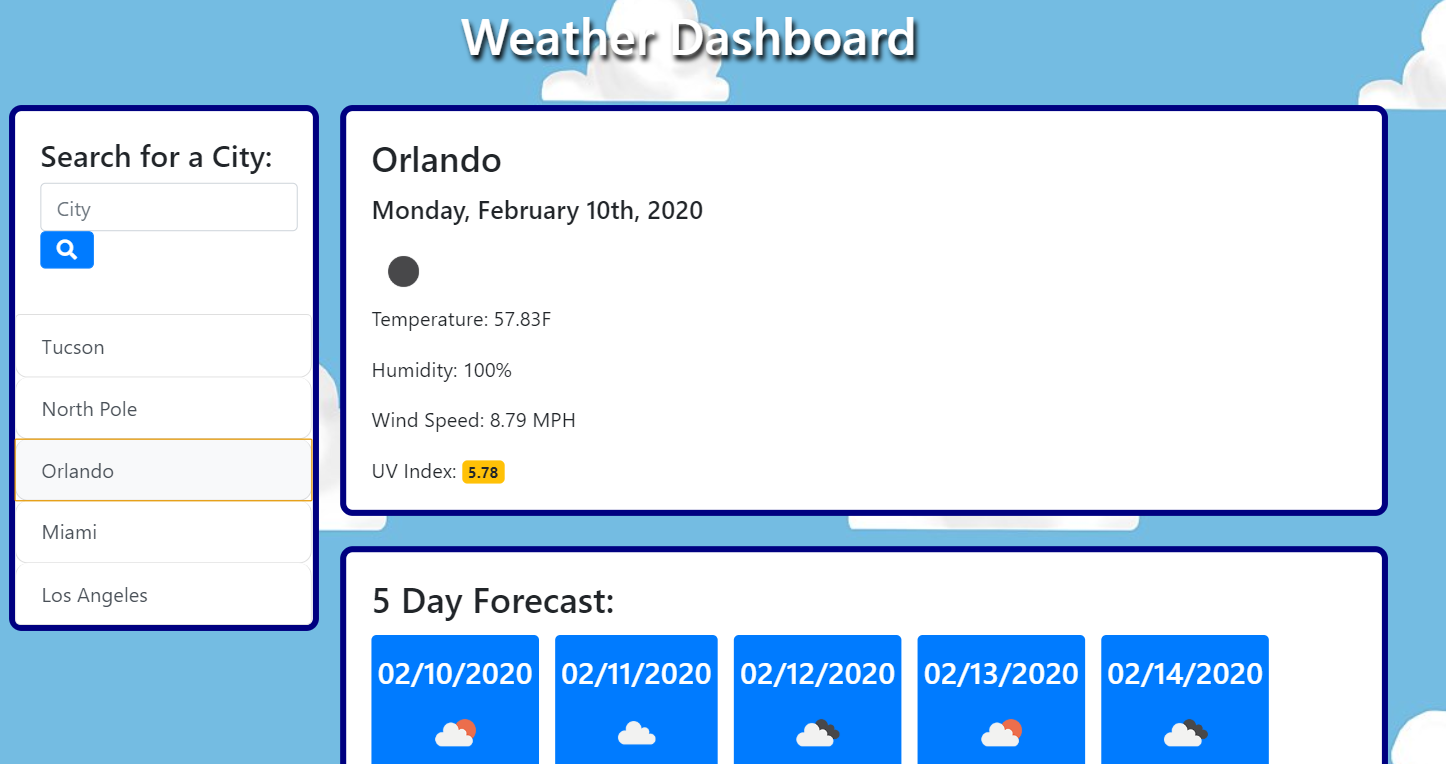 Weather Dashboard
Search for a City:
City
Tucson
North Pole
Orlando
Miami
Los Angeles
Orlando
Monday, February 10th, 2020
Temperature: 57.83F
Humidity: 100%
Wind Speed: 8.79 MPH
UV Index: 5.78
5 Day Forecast:
02/10/2020 02/11/2020 02/12/2020 02/13/2020 02/14/2020